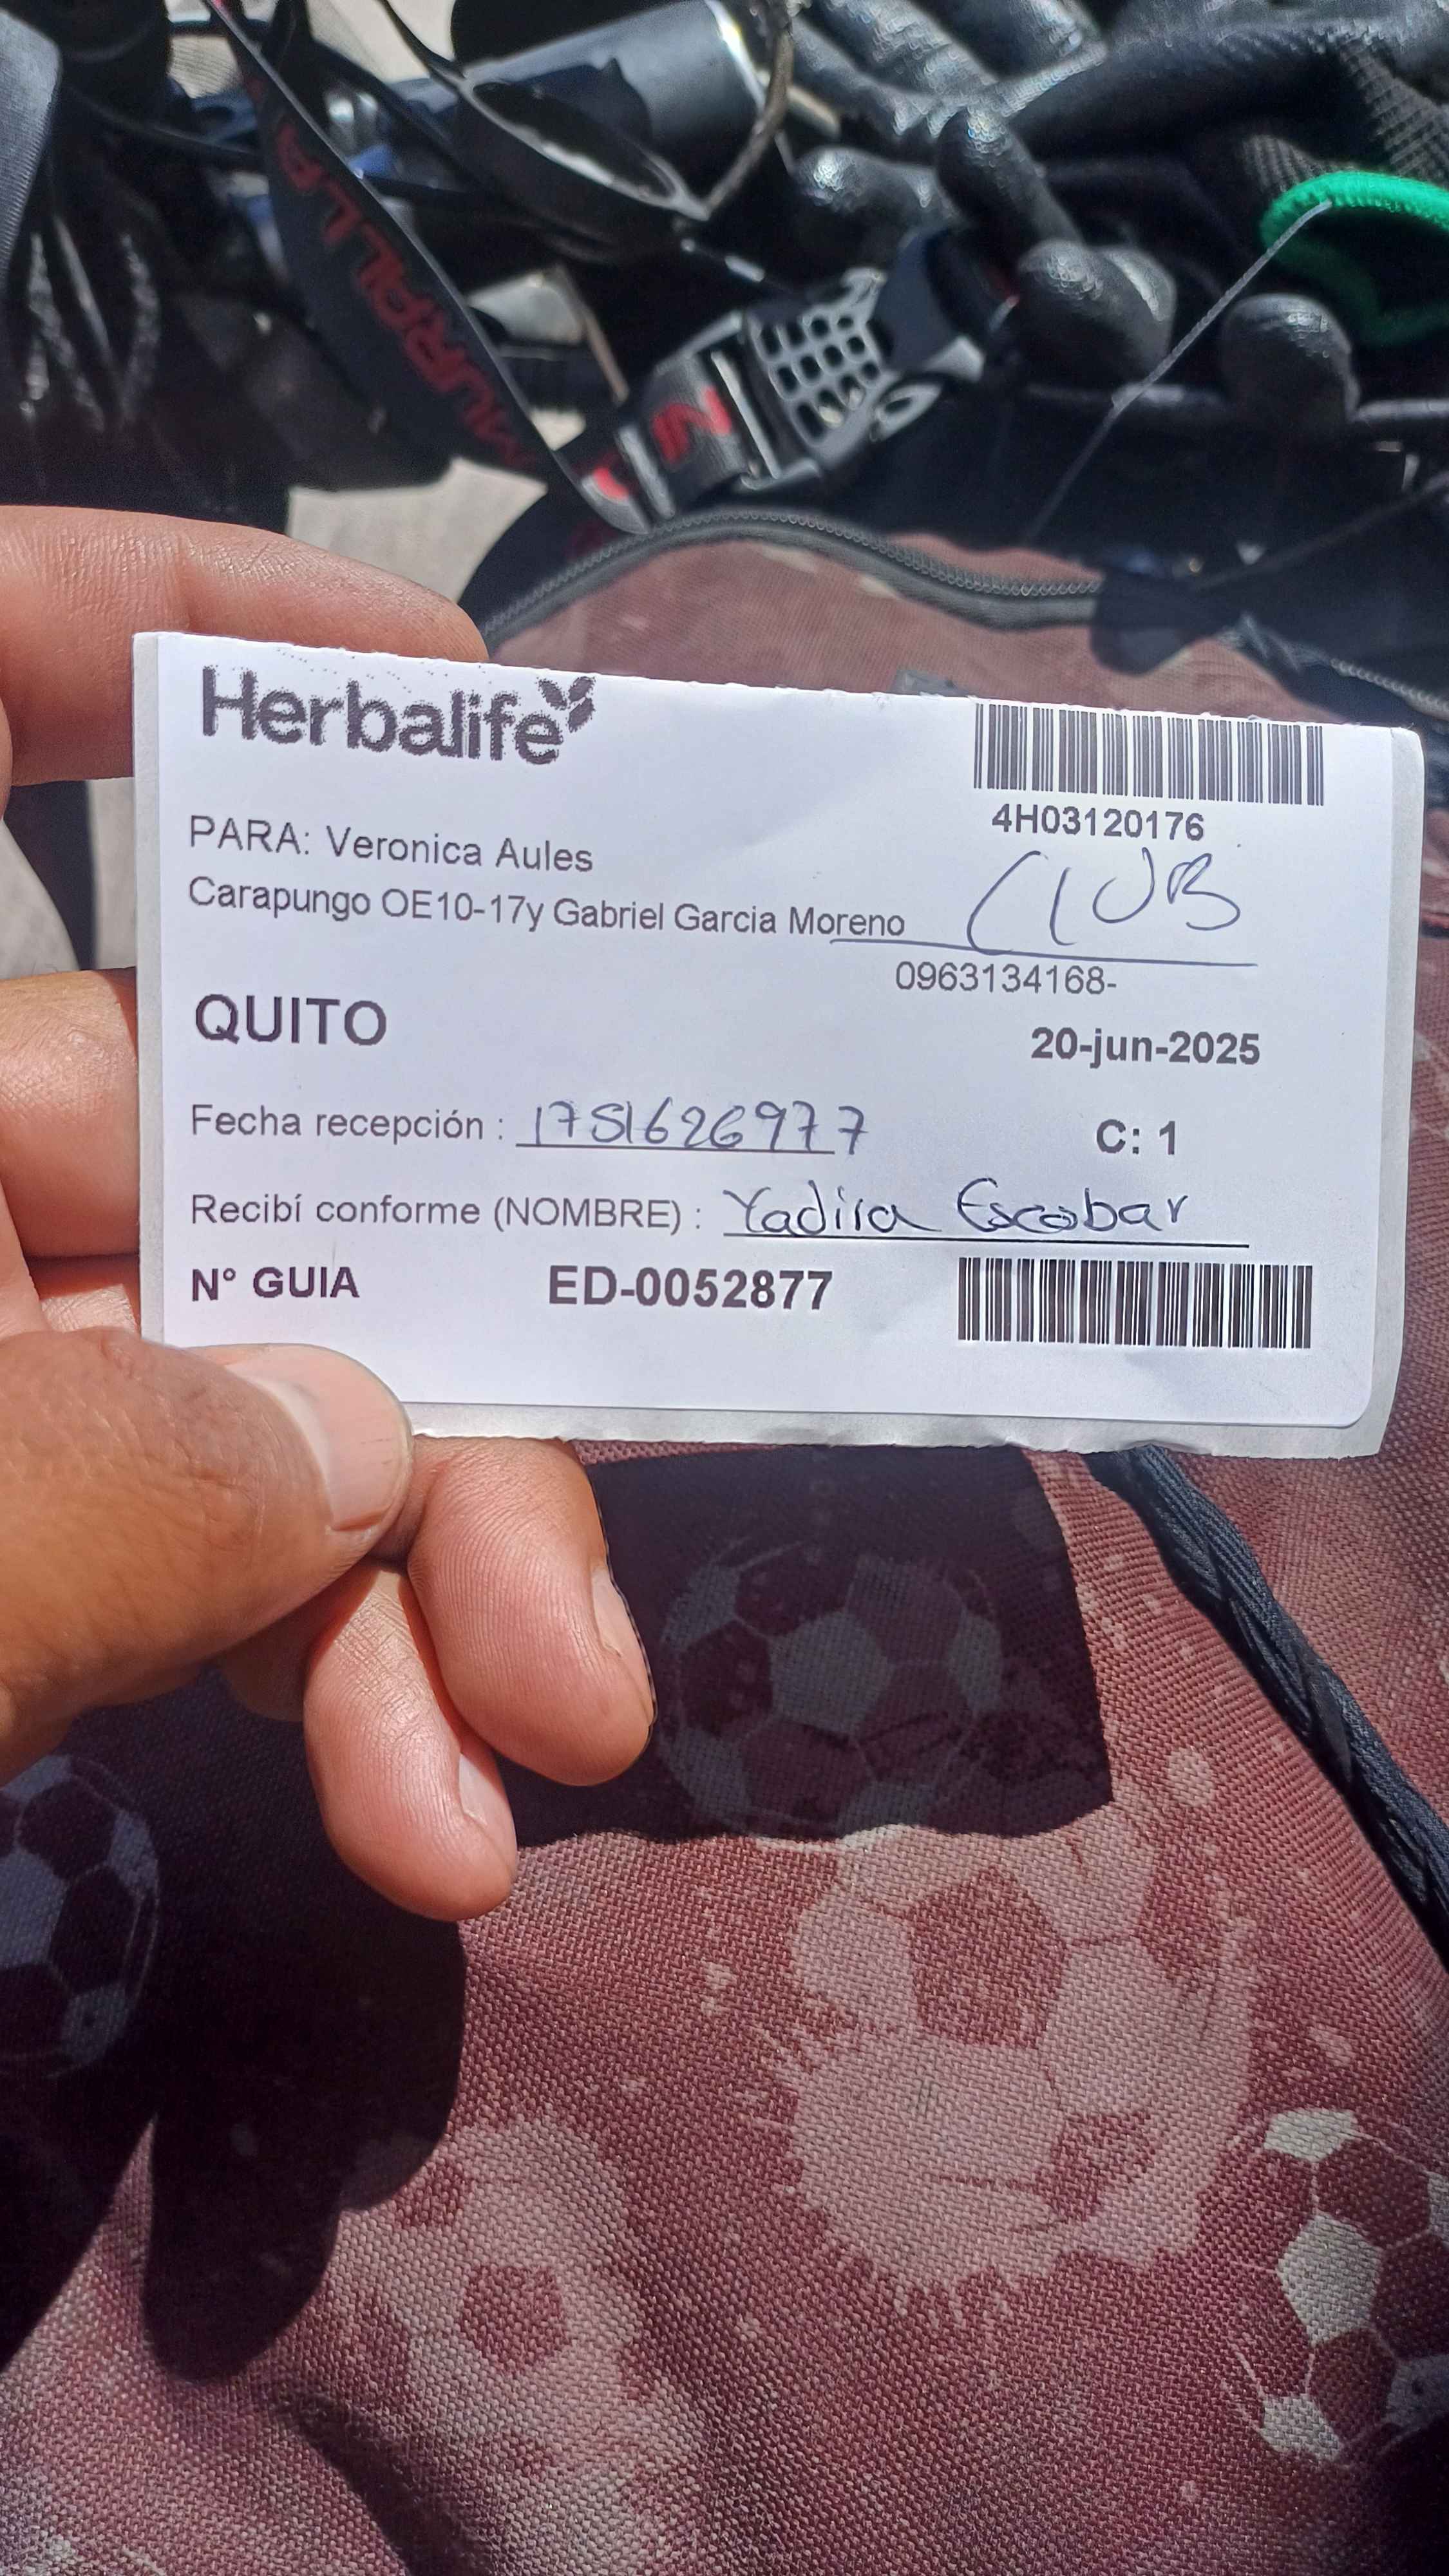 MURALLA
Herbalife
4H03120176
PARA: Veronica Aules
Carapungo OE10-17y Gabriel Garcia Moreno
CLUB
0963134168-
QUITO
20-jun-2025
Fecha recepción : 1751626977
C: 1
Recibí conforme (NOMBRE) : Yadira Escobar
N° GUIA ED-0052877